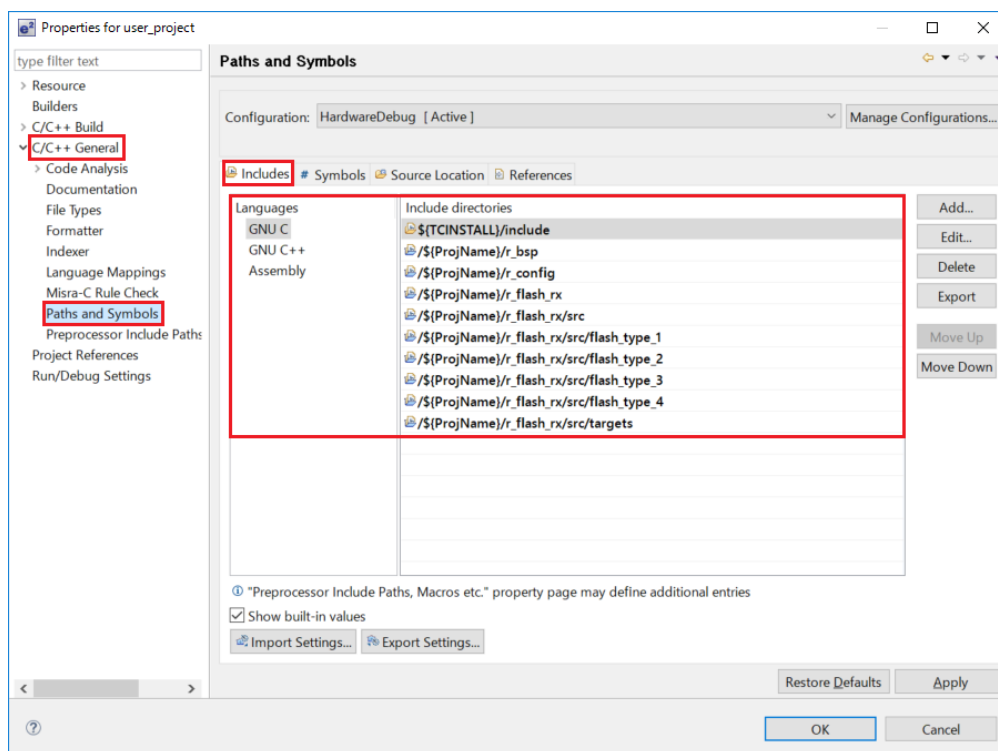 e² Properties for user_project
type filter text
Resource
Builders
C/C++ Build
C/C++ General
Code Analysis
Documentation
File Types
Formatter
Indexer
Language Mappings
Misra-C Rule Check
Paths and Symbols
Preprocessor Include Paths
Project References
Run/Debug Settings
Paths and Symbols
Configuration: HardwareDebug [ Active ] Manage Configurations...
Includes # Symbols Source Location References
Languages
GNU C
GNU C++
Assembly
Include directories
${TCINSTALL}/include
/${ProjName}/r_bsp
/${ProjName}/r_config
/${ProjName}/r_flash_rx
/${ProjName}/r_flash_rx/src
/${ProjName}/r_flash_rx/src/flash_type_1
/${ProjName}/r_flash_rx/src/flash_type_2
/${ProjName}/r_flash_rx/src/flash_type_3
/${ProjName}/r_flash_rx/src/flash_type_4
/${ProjName}/r_flash_rx/src/targets
Add...
Edit...
Delete
Export
Move Up
Move Down
"Preprocessor Include Paths, Macros etc." property page may define additional entries
Show built-in values
Import Settings... Export Settings...
Restore Defaults Apply
OK Cancel